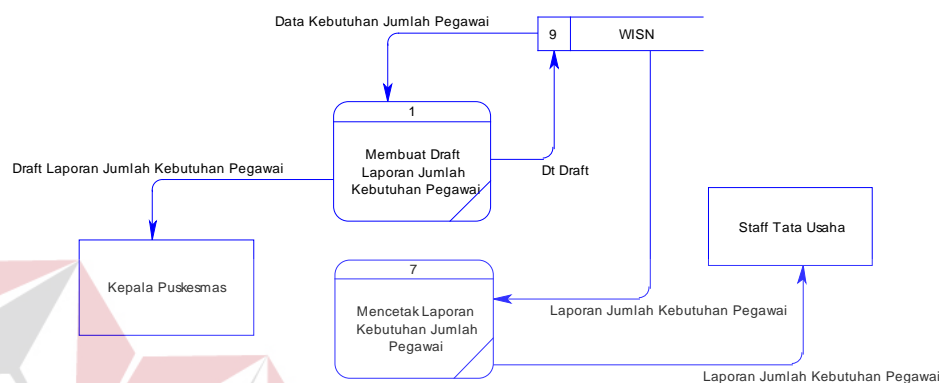 Data Kebutuhan Jumlah Pegawai
9 WISN
1
Membuat Draft
Laporan Jumlah
Kebutuhan Pegawai
Dt Draft
Draft Laporan Jumlah Kebutuhan Pegawai
Staff Tata Usaha
Kepala Puskesmas
7
Mencetak Laporan
Kebutuhan Jumlah
Pegawai
Laporan Jumlah Kebutuhan Pegawai
Laporan Jumlah Kebutuhan Pegawai